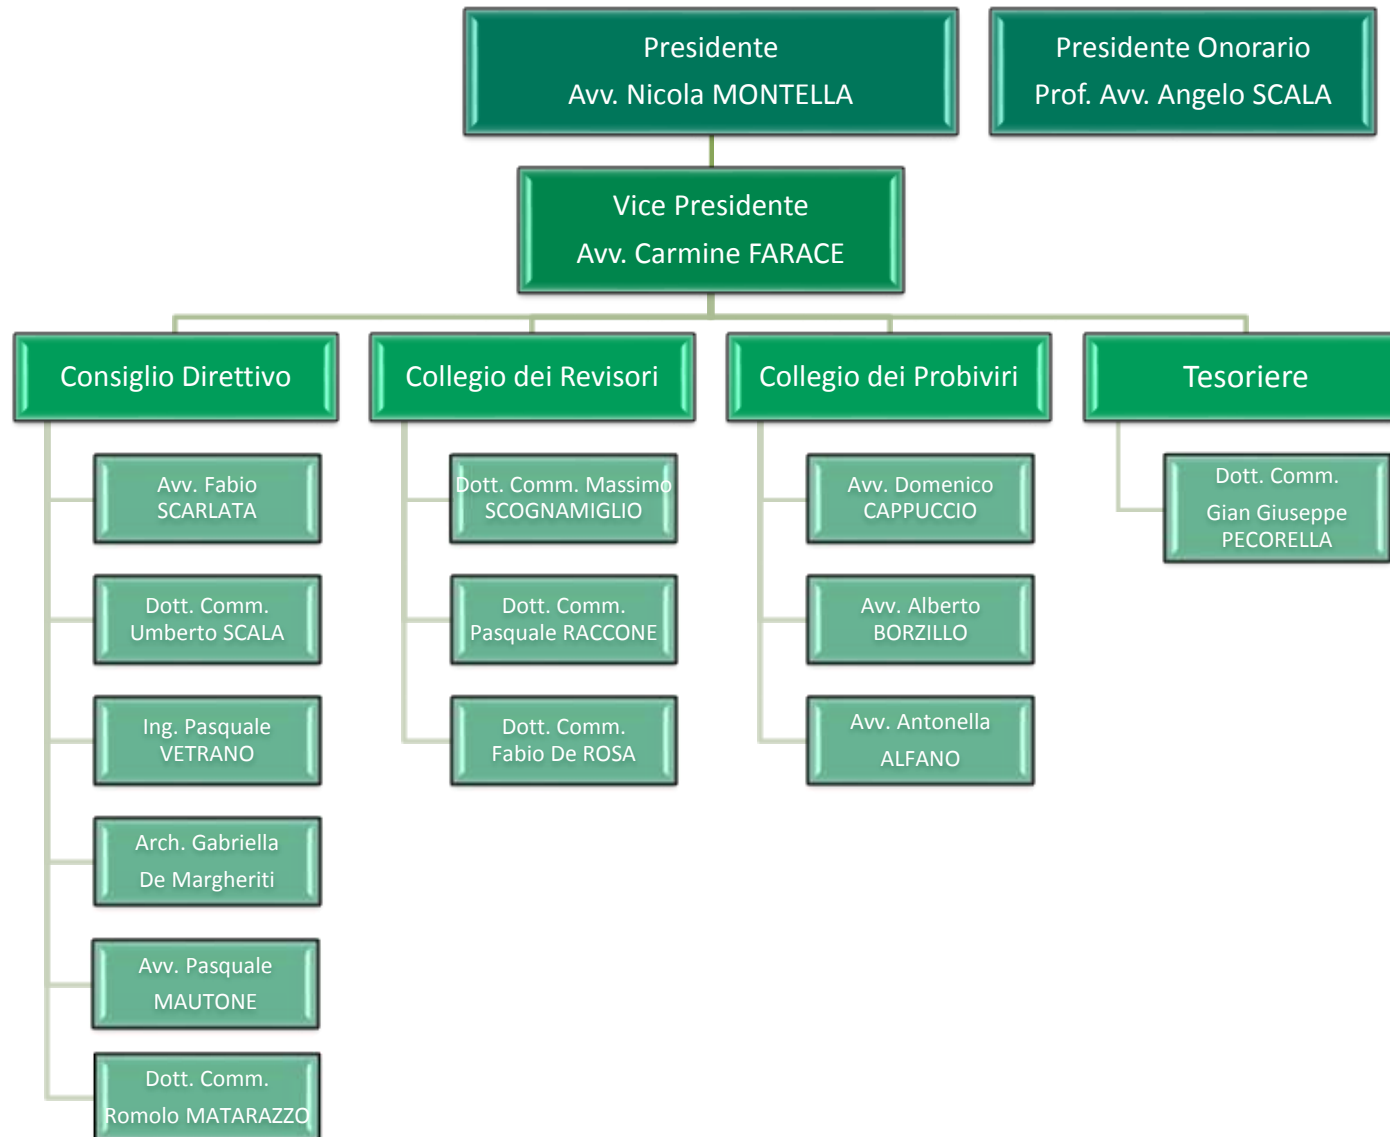 Presidente
Avv. Nicola MONTELLA
Presidente Onorario
Prof. Avv. Angelo SCALA
Vice Presidente
Avv. Carmine FARACE
Consiglio Direttivo
Avv. Fabio
SCARLATA
Dott. Comm.
Umberto SCALA
Ing. Pasquale
VETRANO
Arch. Gabriella
De Margheriti
Avv. Pasquale
MAUTONE
Dott. Comm.
Romolo MATARAZZO
Collegio dei Revisori
Dott. Comm. Massimo
SCOGNAMIGLIO
Dott. Comm.
Pasquale RACCONE
Dott. Comm.
Fabio De ROSA
Collegio dei Probiviri
Avv. Domenico
CAPPUCCIO
Avv. Alberto
BORZILLO
Avv. Antonella
ALFANO
Tesoriere
Dott. Comm.
Gian Giuseppe
PECORELLA